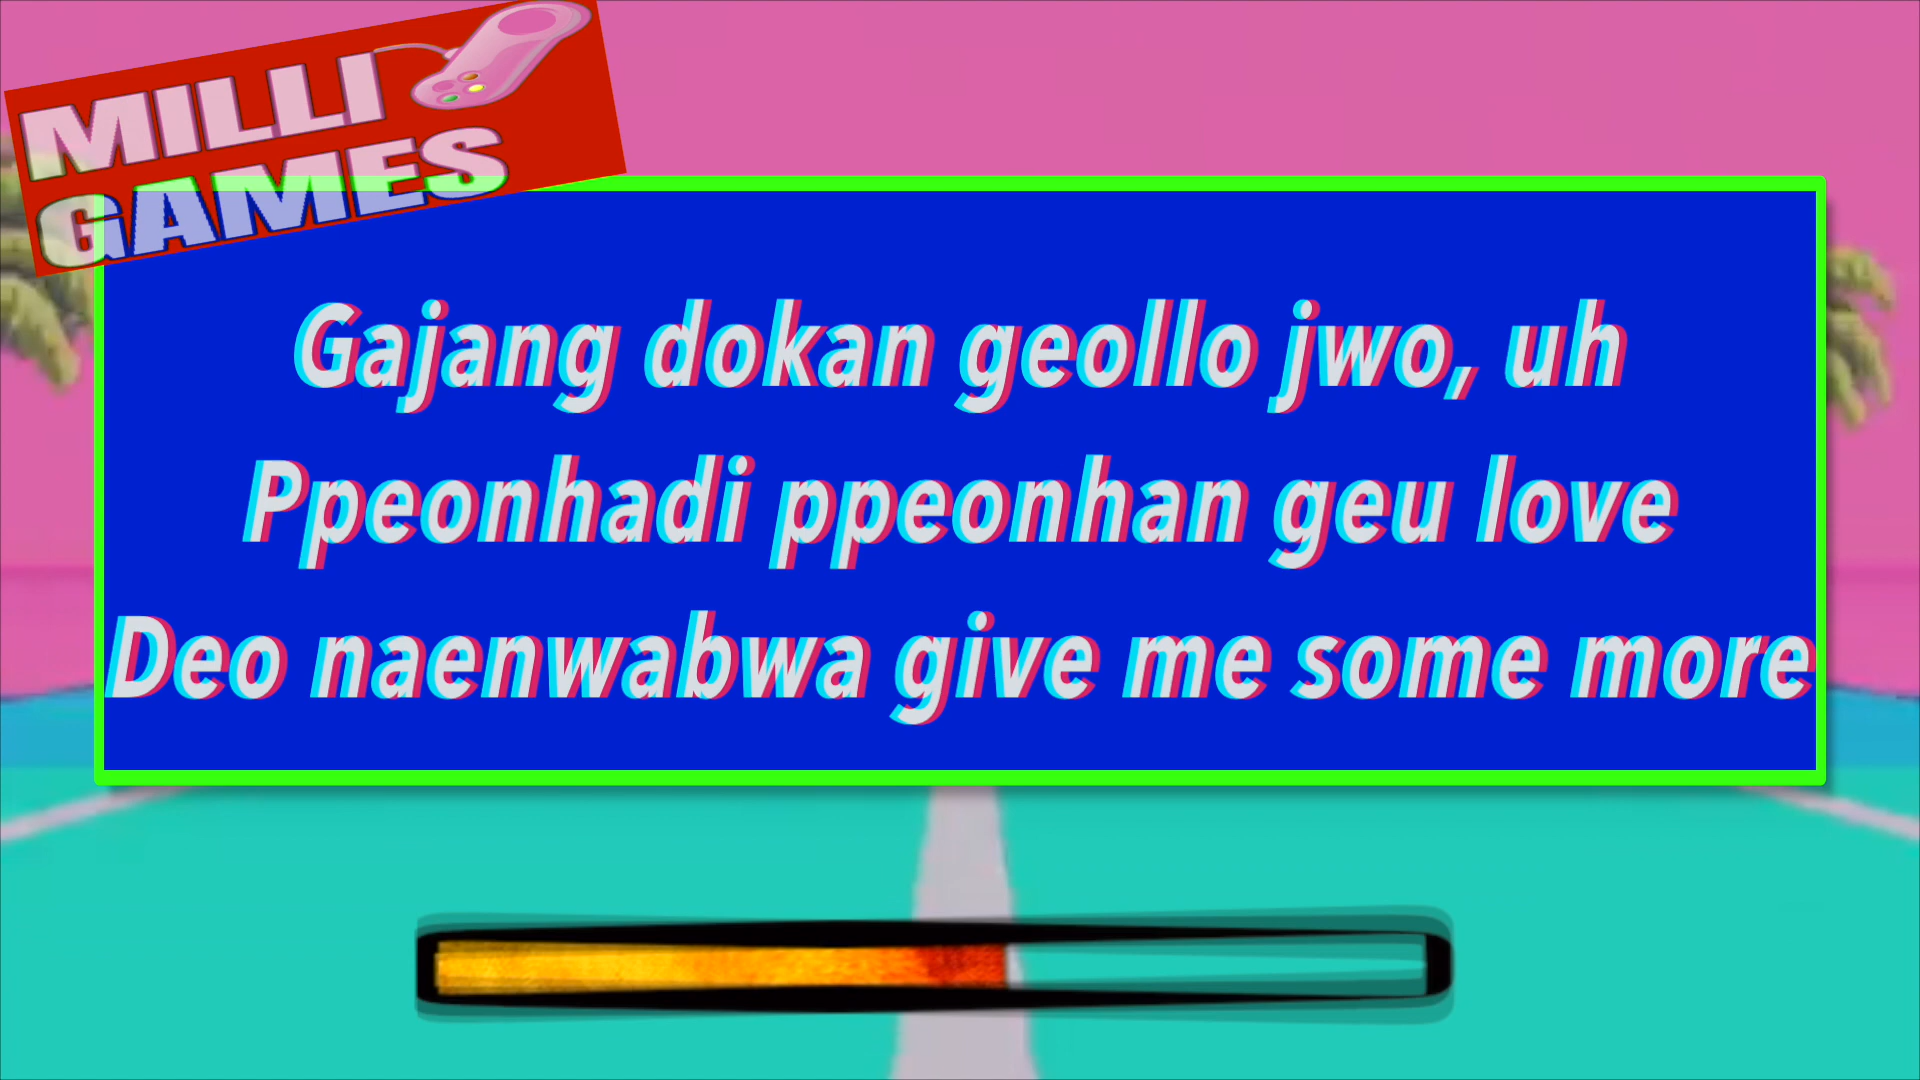 MILLI
GAMES
Gajang dokan geollo jwo, uh
Ppeonhadi ppeonhan geu love
Deo naenwabwa give me some more